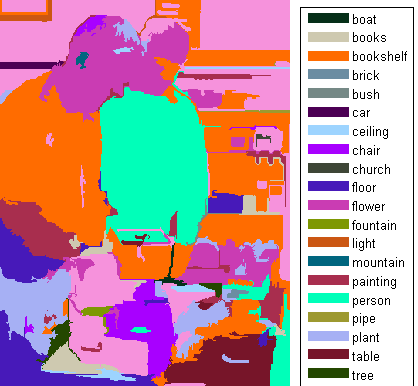 boat
books
bookshelf
brick
bush
car
ceiling
chair
church
floor
flower
fountain
light
mountain
painting
person
pipe
plant
table
tree